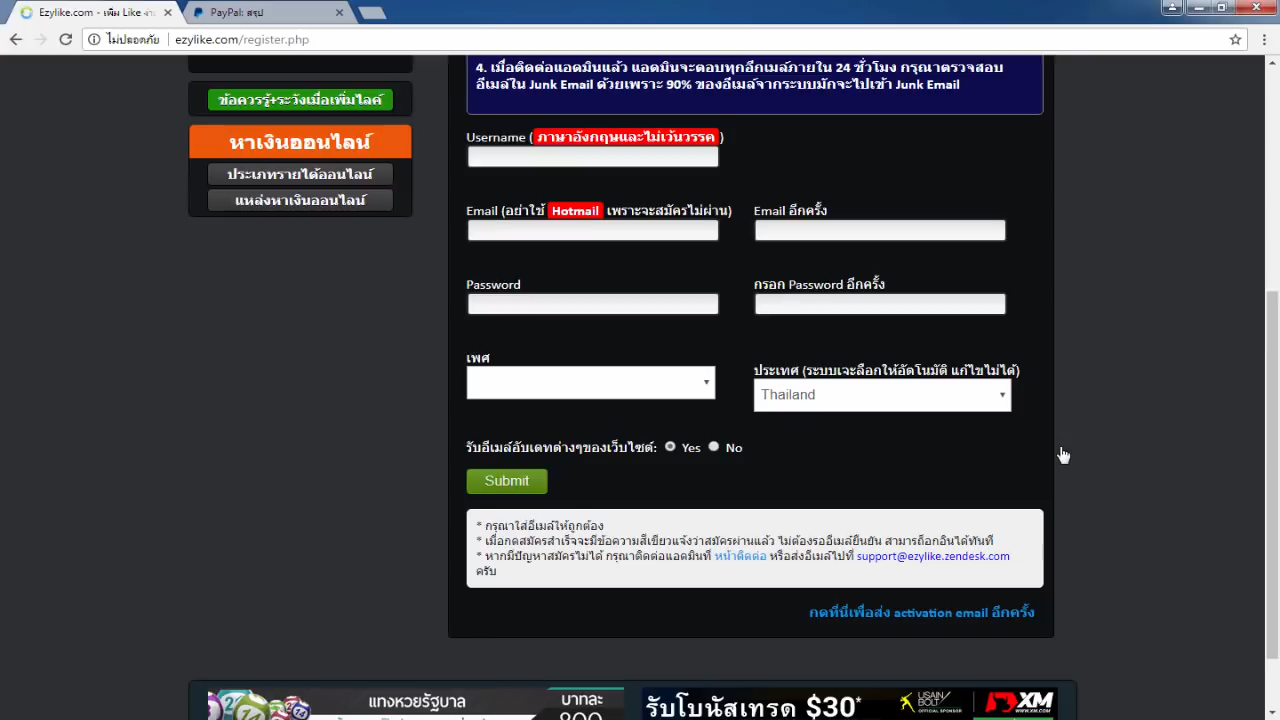 Ezylike.com - เพิ่ม Like
PayPal: สรุป
ไม่ปลอดภัย
ezylike.com/register.php
4. เมื่อติดต่อแอดมินแล้ว แอดมินจะตอบทุกอีกเมล์ภายใน 24 ชั่วโมง กรุณาตรวจสอบ
อีเมล์ใน Junk Email ด้วยเพราะ 90% ของอีเมล์จากระบบมักจะไปเข้า Junk Email
ข้อควรรู้+ระวังเมื่อเพิ่มไลค์
หาเงินออนไลน์
ประเภทรายได้ออนไลน์
แหล่งหาเงินออนไลน์
Username ( ภาษาอังกฤษและไม่เว้นวรรค )
Email (อย่าใช้ Hotmail เพราะจะสมัครไม่ผ่าน)
Email อีกครั้ง
Password
กรอก Password อีกครั้ง
เพศ
ประเทศ (ระบบเจะลือกให้อัดโนมัติ แก้ไขไม่ได้)
Thailand
รับอีเมล์อับเดทต่างๆของเว็บไซต์: Yes No
Submit
* กรุณาใส่อีเมล์ให้ถูกต้อง
* เมื่อกดสมัครสำเร็จจะมีข้อความสีเขียวแจ้งว่าสมัครผ่านแล้ว ไม่ต้องรออีเมล์ยืนยัน สามารถล็อกอินได้ทันที
* หากมีปัญหาสมัครไม่ได้ กรุณาติดต่อแอดมินที่ หน้าติดต่อ หรือส่งอีเมล์ไปที่ support@ezylike.zendesk.com
ครับ
กดที่นี่เพื่อส่ง activation email อีกครั้ง
แทงหวยรัฐบาล
บาทละ
800
รับโบนัสเทรด $30*
USAIN
BOLT
OFFICIAL SPONSOR
XM